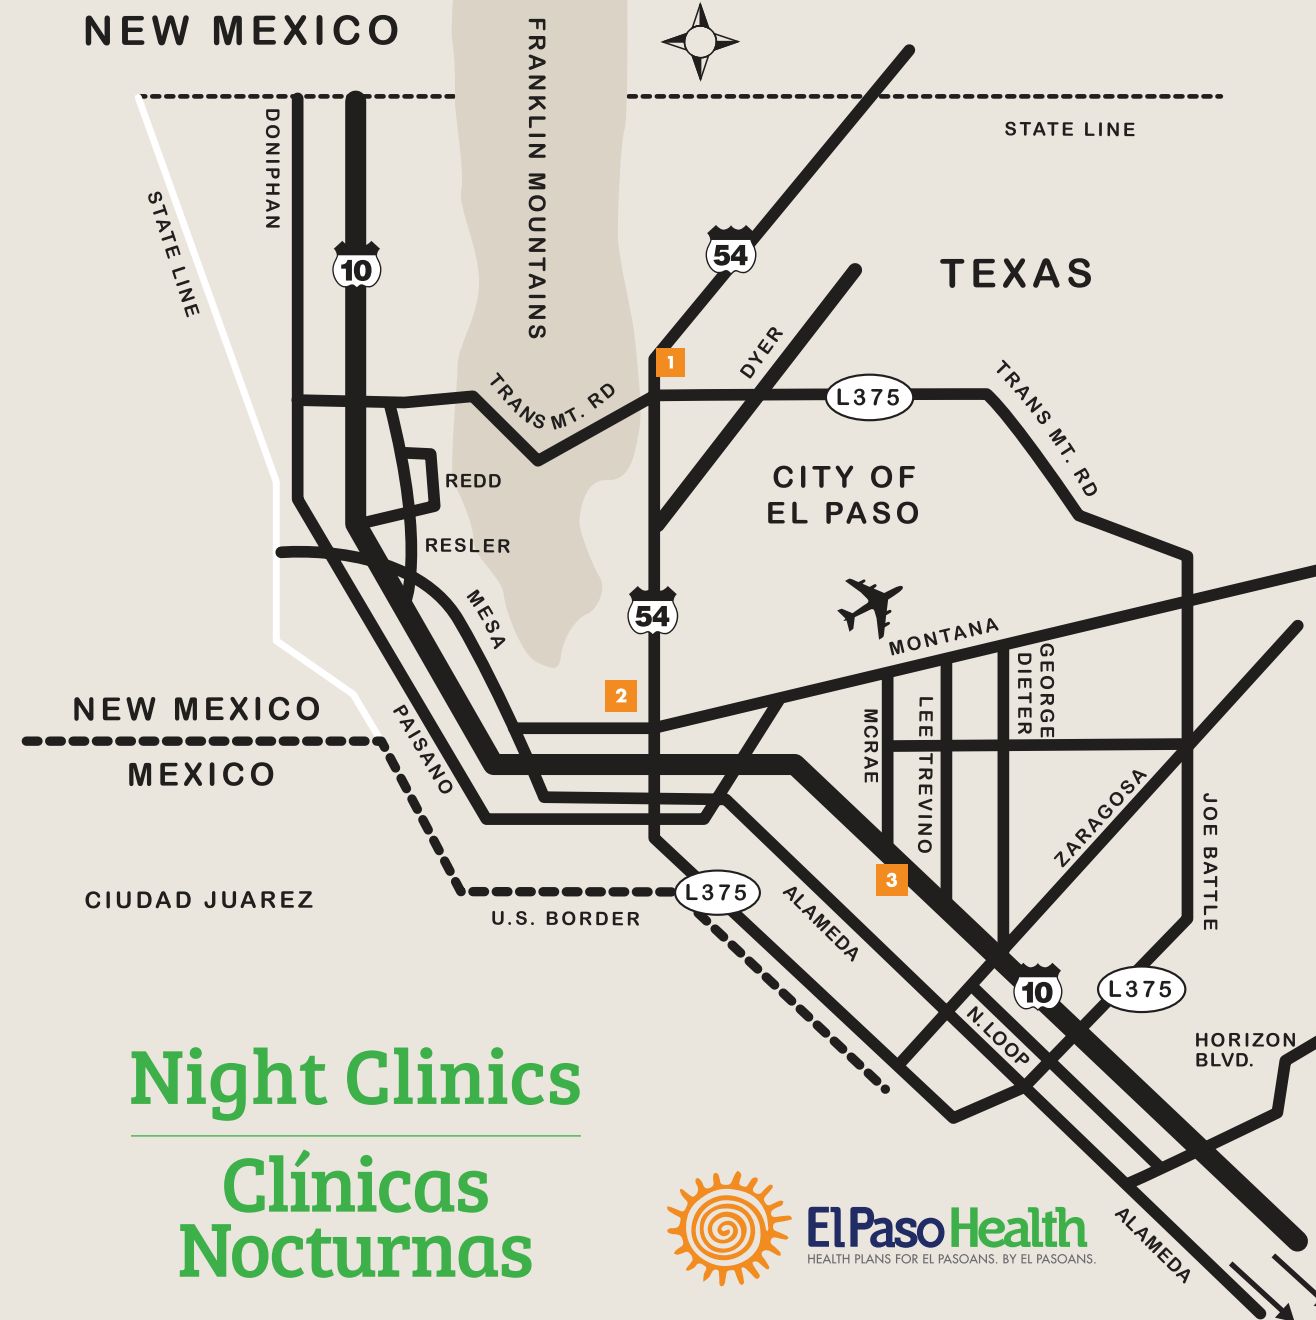 NEW MEXICO
FRANKLIN MOUNTAINS
STATE LINE
DONIPHAN
STATE LINE
10
54
TEXAS
DYER
1
TRANS MT. RD
L375
TRANS MT. RD
REDD
CITY OF
EL PASO
RESLER
MESA
54
MONTANA
GEORGE
DIETER
2
NEW MEXICO
MEXICO
PAISANO
MCRAE
LEE TREVINO
ZARAGOSA
JOE BATTLE
3
CIUDAD JUAREZ
U.S. BORDER
L375
ALAMEDA
10
L375
N. LOOP
HORIZON
BLVD.
Night Clinics
Clínicas
Nocturnas
ALAMEDA
El Paso Health
HEALTH PLANS FOR EL PASOANS. BY EL PASOANS.